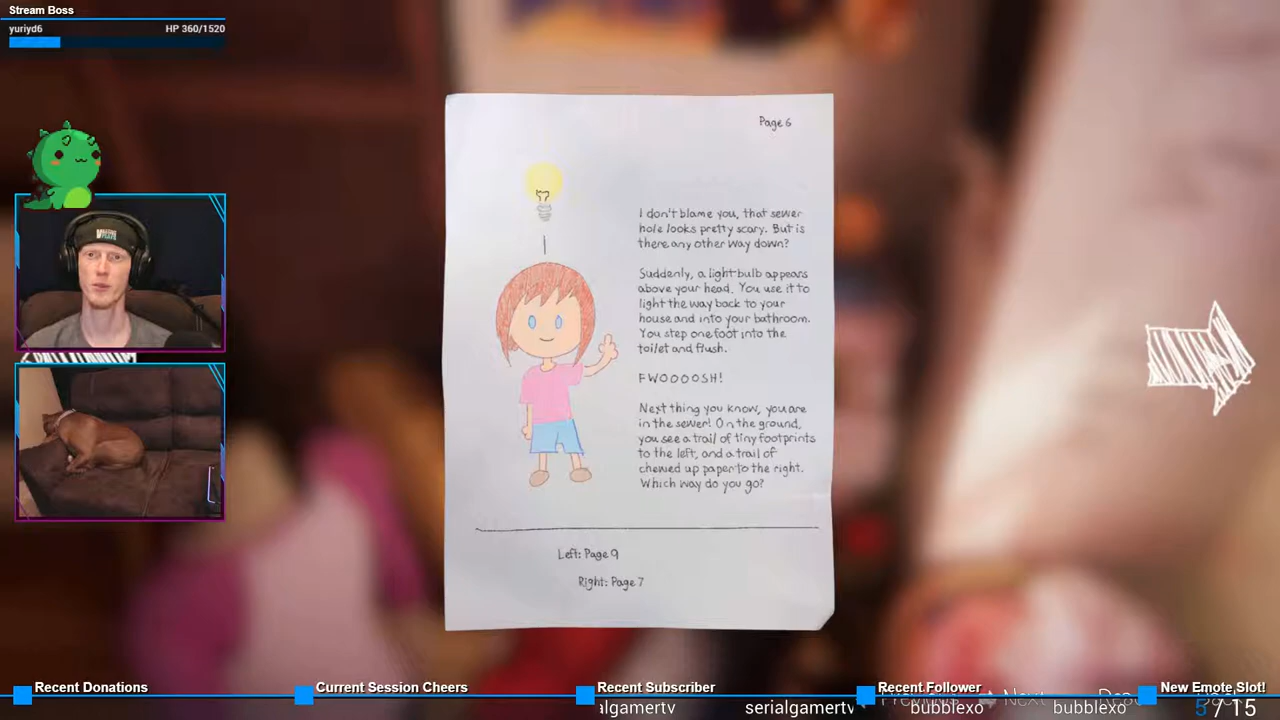 Stream Boss
yuriyd6
HP 360/1520
Page 6
I don't blame you, that sewer
hole looks pretty scary. But is
there any other way down?
Suddenly, a light bulb appears
above your head. You use it to
light the way back to your
house and into your bathroom.
You step one foot into the
toilet and flush.
FWOOOOSH!
Next thing you know, you are
in the sewer! On the ground,
you see a trail of tiny footprints
to the left, and a trail of
chewed up paper to the right.
Which way do you go?
Left: Page 9
Right: Page 7
Recent Donations
Current Session Cheers
Recent Subscriber
algamertv
serialgamertv
Recent Follower
bubblexo
bubblexo
New Emote Slot!
5 / 15
Next